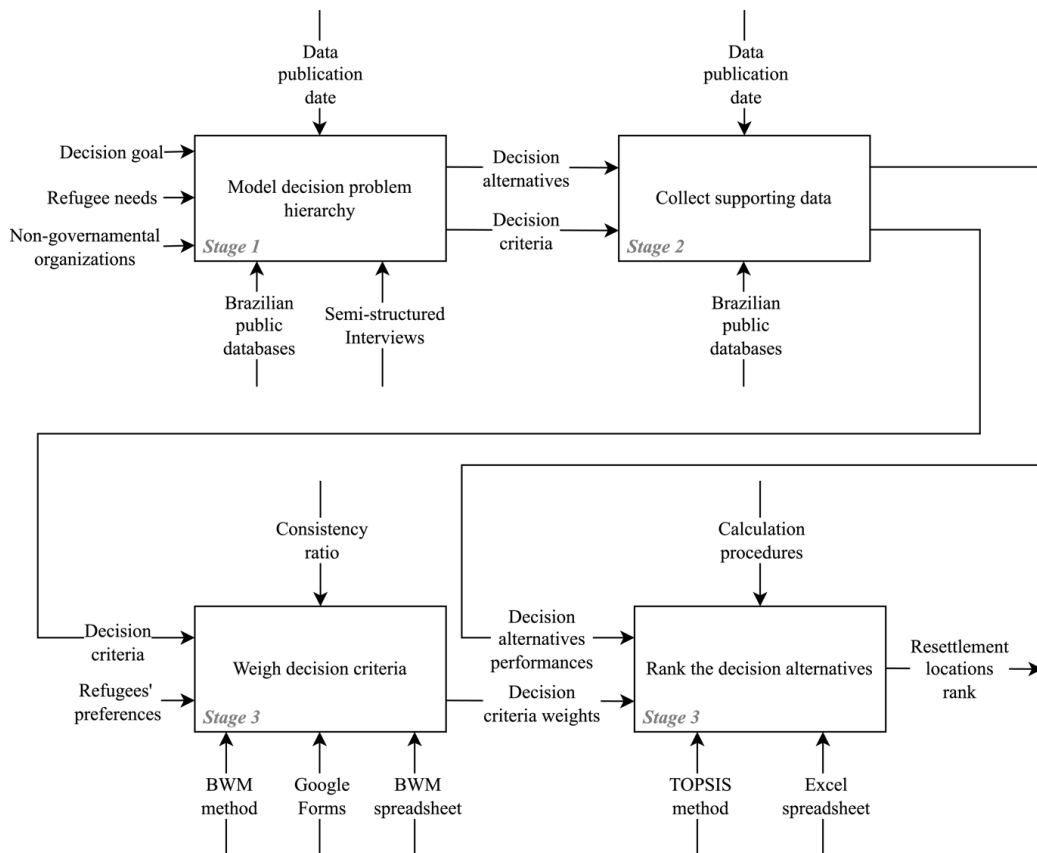 Data
publication
date
Data
publication
date
Decision goal
Refugee needs
Non-governamental
organizations
Model decision problem
hierarchy
Stage 1
Decision
alternatives
Decision
criteria
Collect supporting data
Stage 2
Brazilian
public
databases
Semi-structured
Interviews
Brazilian
public
databases
Consistency
ratio
Calculation
procedures
Decision
criteria
Refugees'
preferences
Weigh decision criteria
Stage 3
Decision
alternatives
performances
Decision
criteria weights
Rank the decision alternatives
Stage 3
Resettlement
locations
rank
BWM
method
Google
Forms
BWM
spreadsheet
TOPSIS
method
Excel
spreadsheet